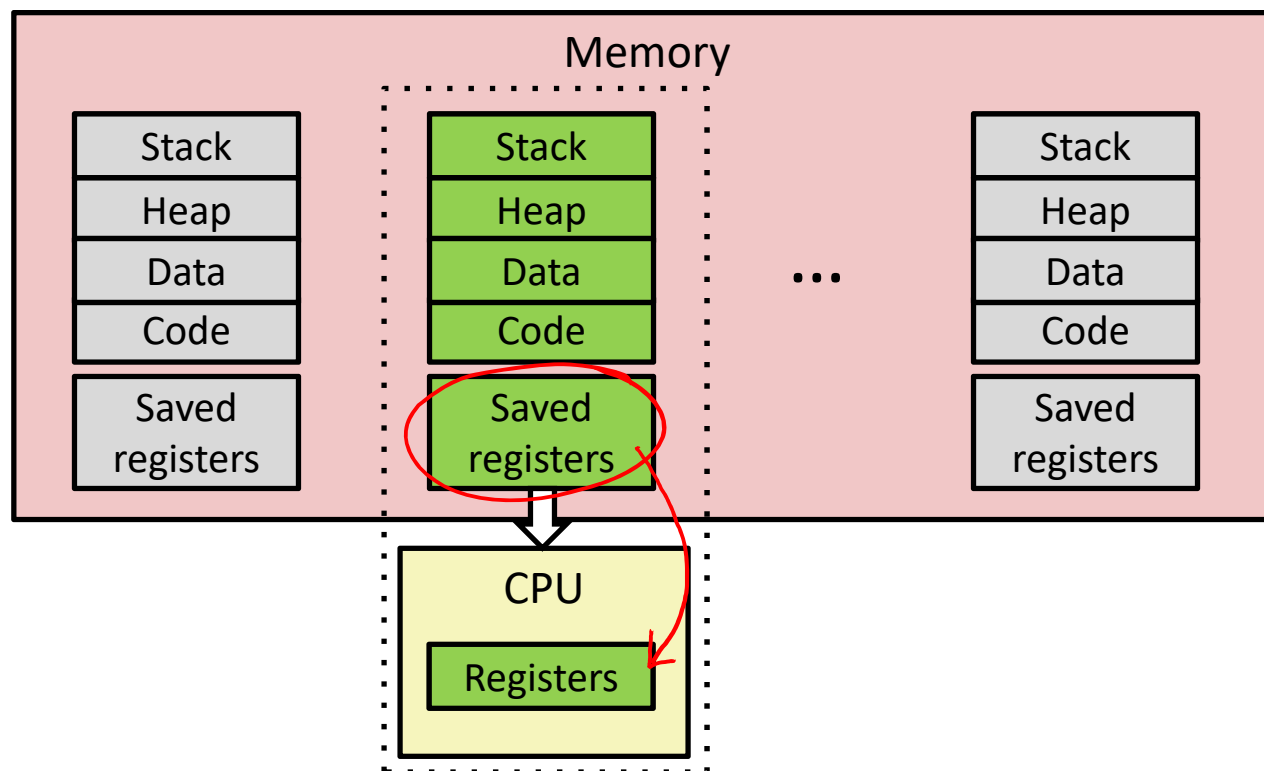 Memory
Stack
Heap
Data
Code
Saved
registers
Stack
Heap
Data
Code
Saved
registers
...
Stack
Heap
Data
Code
Saved
registers
CPU
Registers